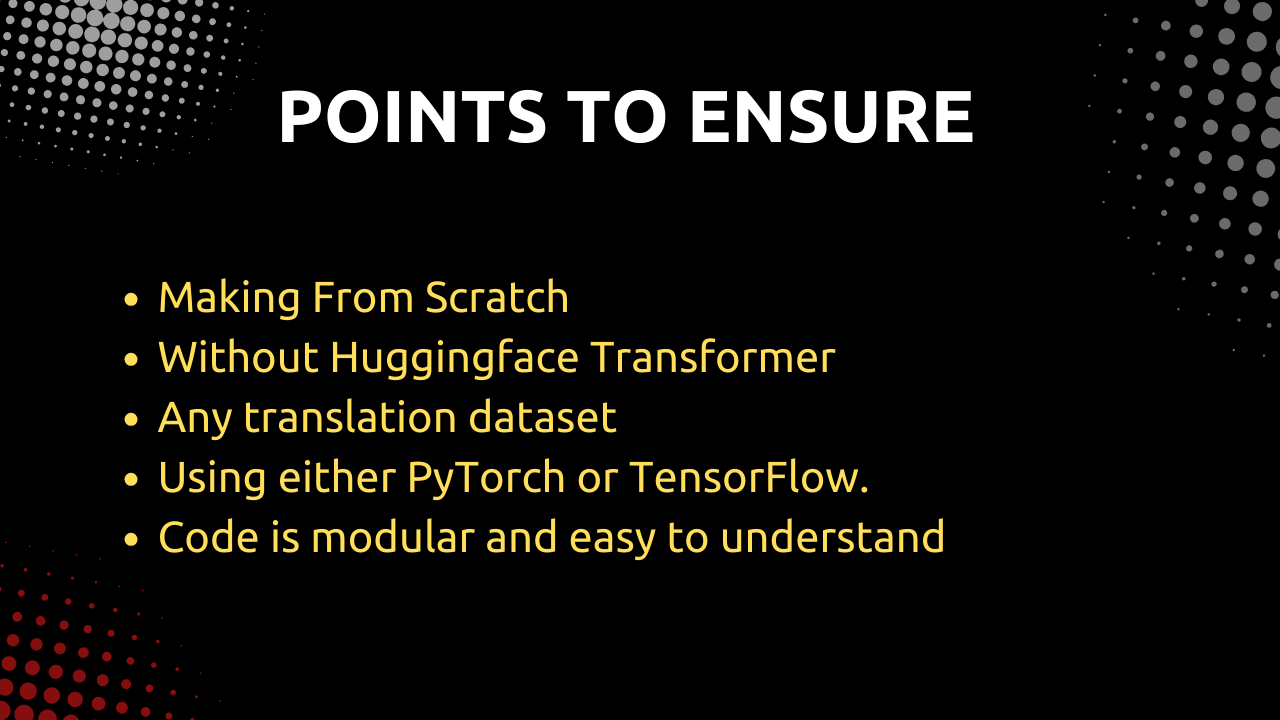 POINTS TO ENSURE
• Making From Scratch
• Without Huggingface Transformer
• Any translation dataset
• Using either PyTorch or TensorFlow.
• Code is modular and easy to understand